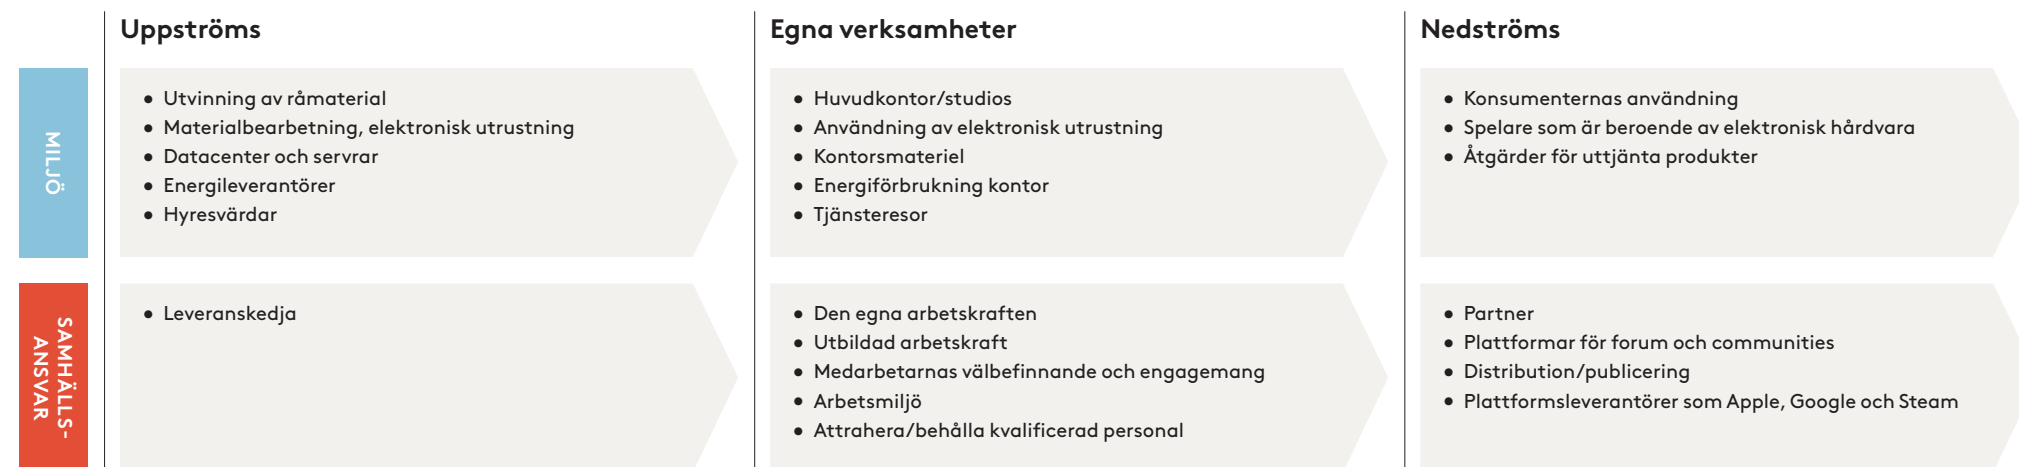 Uppströms
Egna verksamheter
Nedströms
MILJÖ
• Utvinning av råmaterial
• Materialbearbetning, elektronisk utrustning
• Datacenter och servrar
• Energileverantörer
• Hyresvärdar
• Huvudkontor/studios
• Användning av elektronisk utrustning
• Kontorsmateriel
• Energiförbrukning kontor
• Tjänsteresor
• Konsumenternas användning
• Spelare som är beroende av elektronisk hårdvara
• Åtgärder för uttjänta produkter
SAMHÄLLS-
ANSVAR
• Leveranskedja
• Den egna arbetskraften
• Utbildad arbetskraft
• Medarbetarnas välbefinnande och engagemang
• Arbetsmiljö
• Attrahera/behålla kvalificerad personal
• Partner
• Plattformar för forum och communities
• Distribution/publicering
• Plattformsleverantörer som Apple, Google och Steam